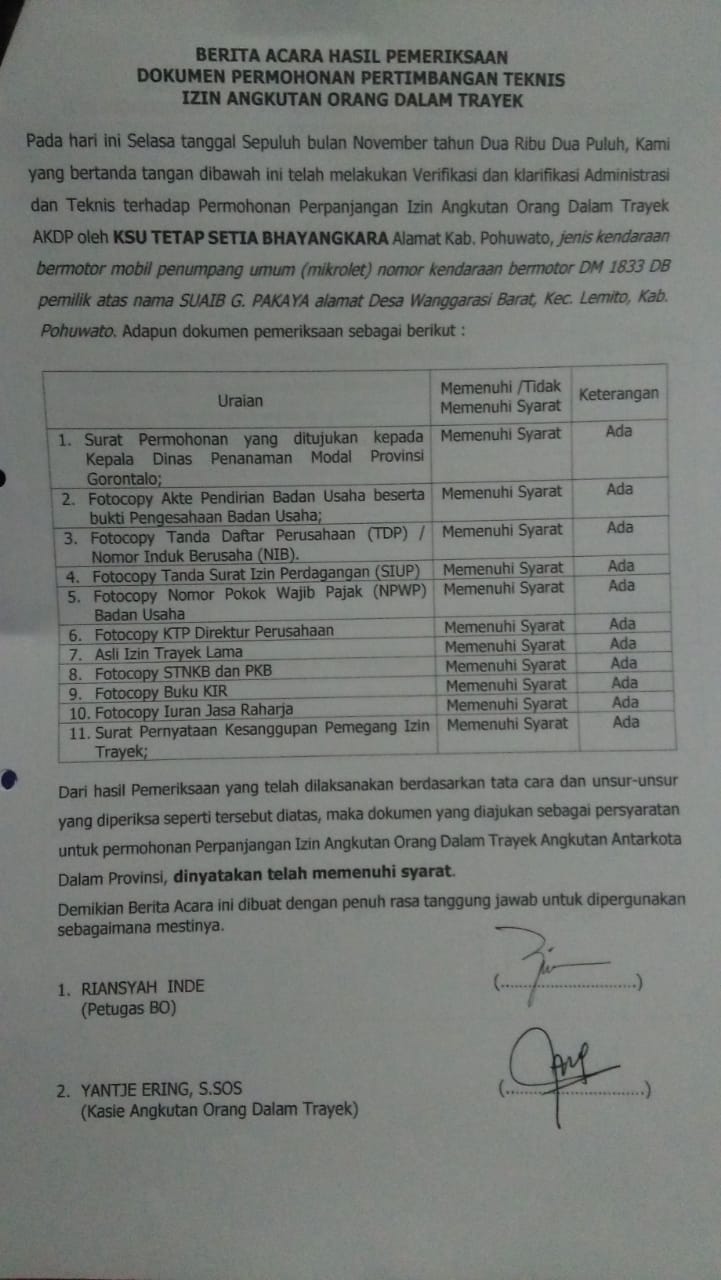 BERITA ACARA HASIL PEMERIKSAAN
DOKUMEN PERMOHONAN PERTIMBANGAN TEKNIS
IZIN ANGKUTAN ORANG DALAM TRAYEK
Pada hari ini Selasa tanggal Sepuluh bulan November tahun Dua Ribu Dua Puluh, Kami
yang bertanda tangan dibawah ini telah melakukan Verifikasi dan klarifikasi Administrasi
dan Teknis terhadap Permohonan Perpanjangan Izin Angkutan Orang Dalam Trayek
AKDP oleh KSU TETAP SETIA BHAYANGKARA Alamat Kab. Pohuwato, jenis kendaraan
bermotor mobil penumpang umum (mikrolet) nomor kendaraan bermotor DM 1833 DB
pemilik atas nama SUAIB G. PAKAYA alamat Desa Wanggarasi Barat, Kec. Lemito, Kab.
Pohuwato. Adapun dokumen pemeriksaan sebagai berikut :
Uraian Memenuhi /Tidak Memenuhi Syarat Keterangan
1. Surat Permohonan yang ditujukan kepada Memenuhi Syarat Ada
Kepala Dinas Penanaman Modal Provinsi
Gorontalo;
2. Fotocopy Akte Pendirian Badan Usaha beserta Memenuhi Syarat Ada
bukti Pengesahaan Badan Usaha;
3. Fotocopy Tanda Daftar Perusahaan (TDP) / Memenuhi Syarat Ada
Nomor Induk Berusaha (NIB).
4. Fotocopy Tanda Surat Izin Perdagangan (SIUP) Memenuhi Syarat Ada
5. Fotocopy Nomor Pokok Wajib Pajak (NPWP) Memenuhi Syarat Ada
Badan Usaha
6. Fotocopy KTP Direktur Perusahaan Memenuhi Syarat Ada
7. Asli Izin Trayek Lama Memenuhi Syarat Ada
8. Fotocopy STNKB dan PKB Memenuhi Syarat Ada
9. Fotocopy Buku KIR Memenuhi Syarat Ada
10. Fotocopy Iuran Jasa Raharja Memenuhi Syarat Ada
11. Surat Pernyataan Kesanggupan Pemegang Izin Memenuhi Syarat Ada
Trayek;
Dari hasil Pemeriksaan yang telah dilaksanakan berdasarkan tata cara dan unsur-unsur
yang diperiksa seperti tersebut diatas, maka dokumen yang diajukan sebagai persyaratan
untuk permohonan Perpanjangan Izin Angkutan Orang Dalam Trayek Angkutan Antarkota
Dalam Provinsi, dinyatakan telah memenuhi syarat.
Demikian Berita Acara ini dibuat dengan penuh rasa tanggung jawab untuk dipergunakan
sebagaimana mestinya.
1. RIANSYAH INDE (..............................)
(Petugas BO)
2. YANTJE ERING, S.SOS (..............................)
(Kasie Angkutan Orang Dalam Trayek)